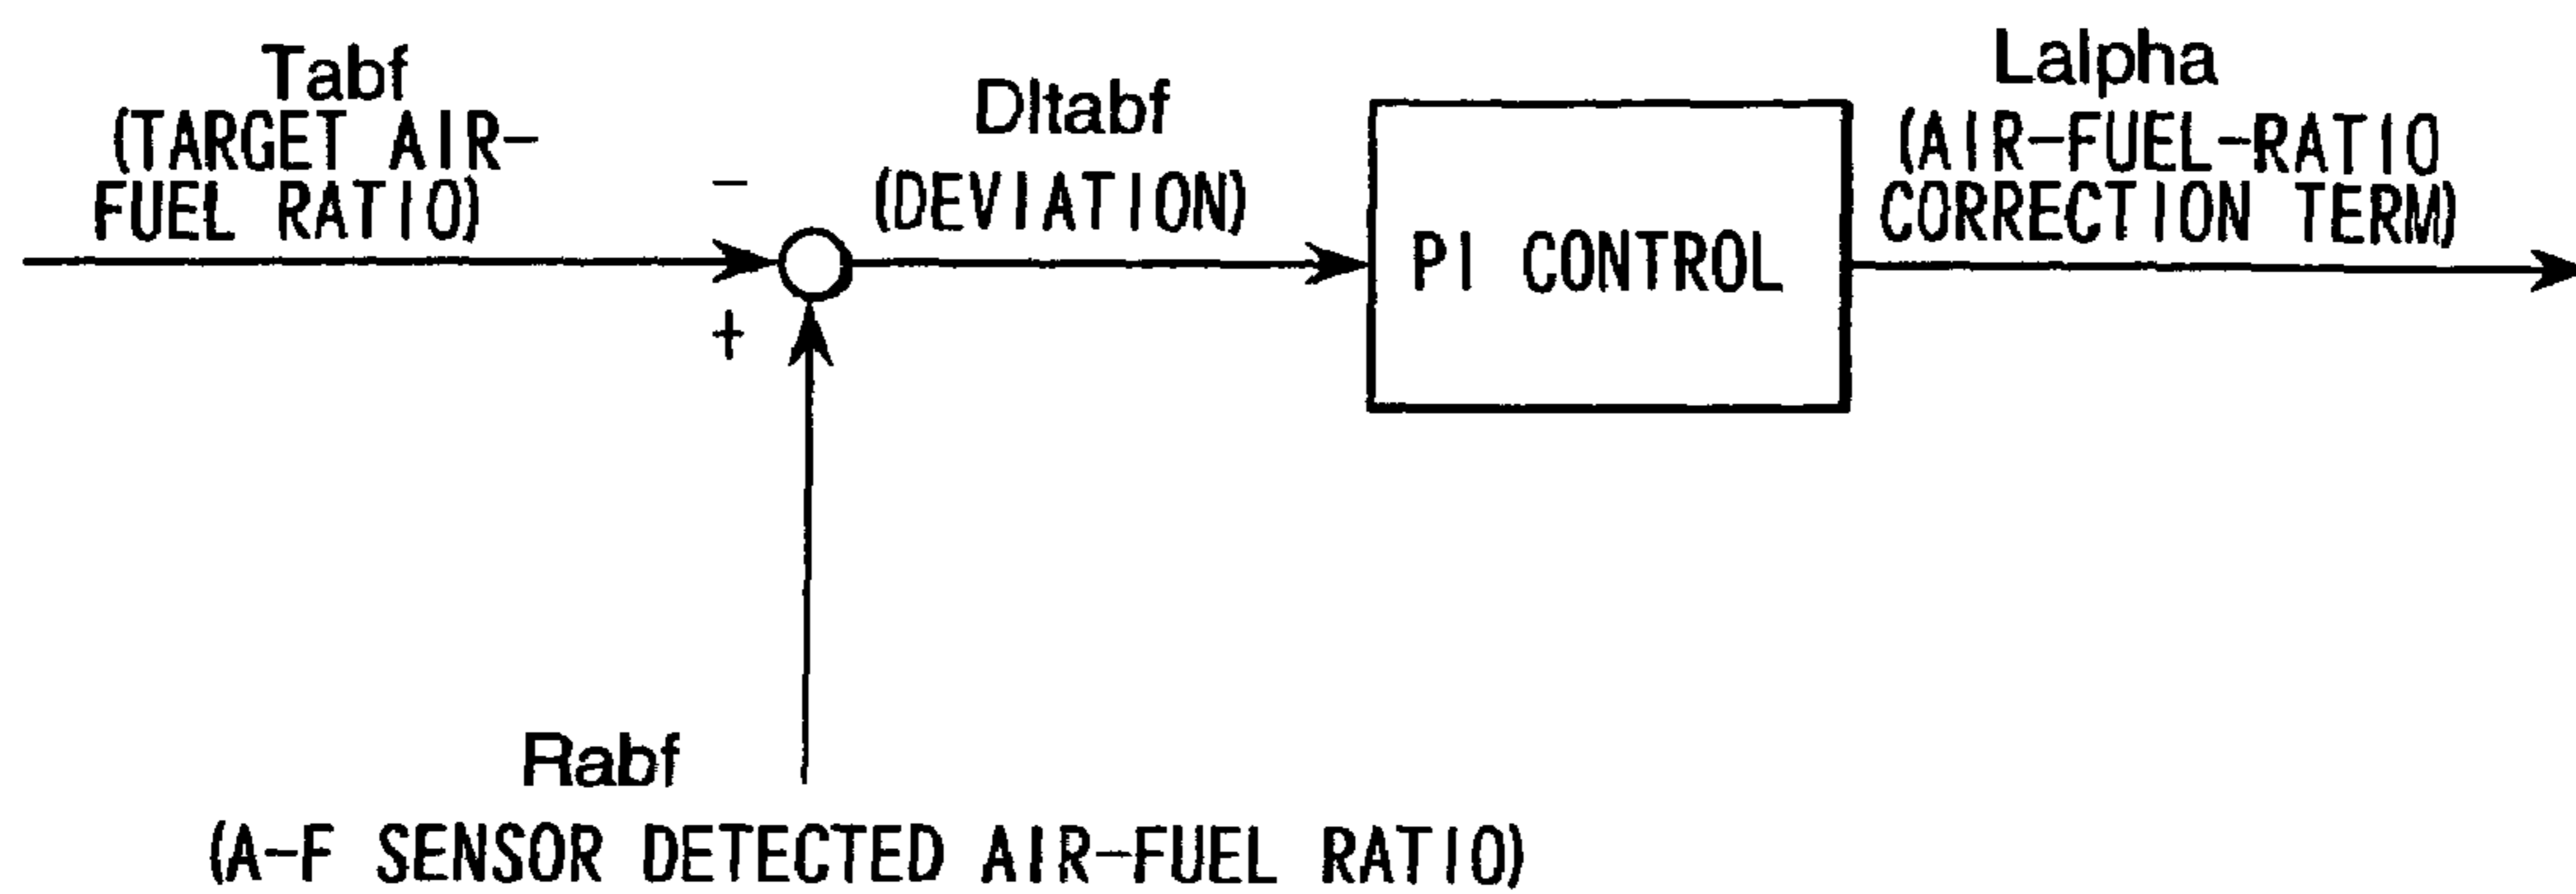 Tabf
(TARGET AIR-
FUEL RATIO)
−
+
Dltabf
(DEVIATION)
PI CONTROL
Lalpha
(AIR-FUEL-RATIO
CORRECTION TERM)
Rabf
(A-F SENSOR DETECTED AIR-FUEL RATIO)